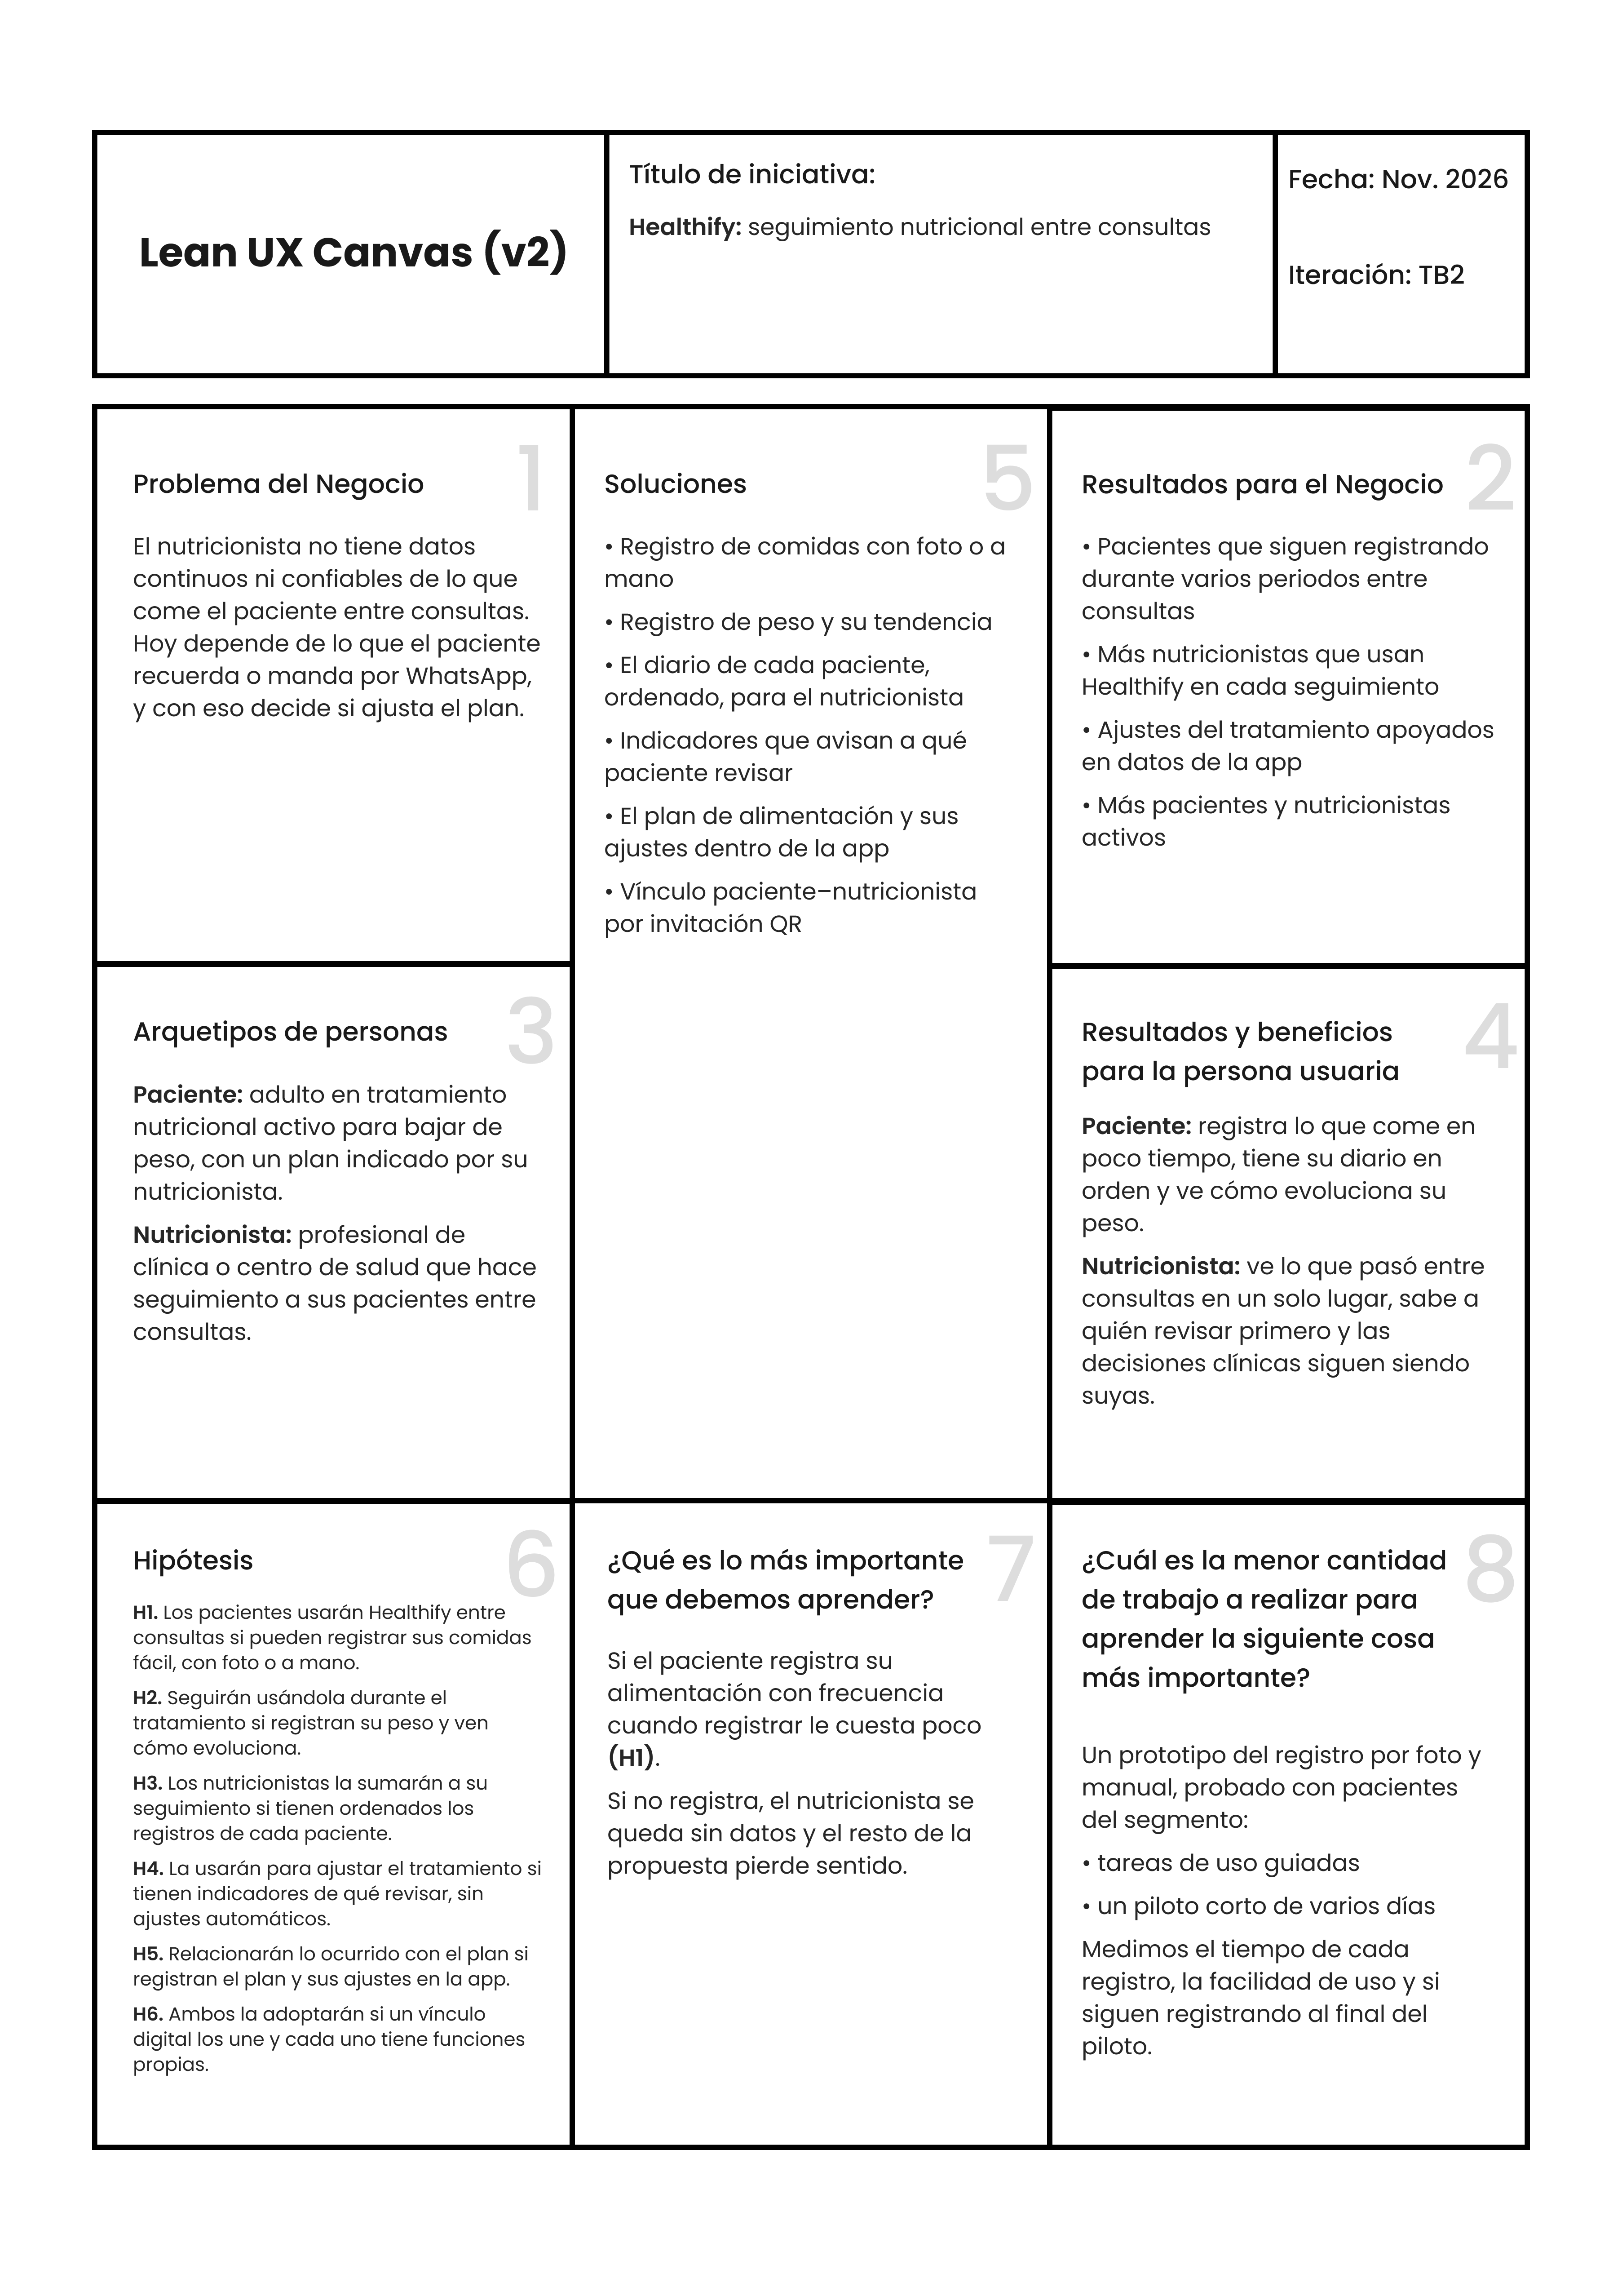 Lean UX Canvas (v2)
Título de iniciativa:
Healthify: seguimiento nutricional entre consultas
Fecha: Nov. 2026
Iteración: TB2
1
Problema del Negocio
El nutricionista no tiene datos
continuos ni confiables de lo que
come el paciente entre consultas.
Hoy depende de lo que el paciente
recuerda o manda por WhatsApp,
y con eso decide si ajusta el plan.
5
Soluciones
• Registro de comidas con foto o a
mano
• Registro de peso y su tendencia
• El diario de cada paciente,
ordenado, para el nutricionista
• Indicadores que avisan a qué
paciente revisar
• El plan de alimentación y sus
ajustes dentro de la app
• Vínculo paciente–nutricionista
por invitación QR
2
Resultados para el Negocio
• Pacientes que siguen registrando
durante varios periodos entre
consultas
• Más nutricionistas que usan
Healthify en cada seguimiento
• Ajustes del tratamiento apoyados
en datos de la app
• Más pacientes y nutricionistas
activos
3
Arquetipos de personas
Paciente: adulto en tratamiento
nutricional activo para bajar de
peso, con un plan indicado por su
nutricionista.
Nutricionista: profesional de
clínica o centro de salud que hace
seguimiento a sus pacientes entre
consultas.
4
Resultados y beneficios
para la persona usuaria
Paciente: registra lo que come en
poco tiempo, tiene su diario en
orden y ve cómo evoluciona su
peso.
Nutricionista: ve lo que pasó entre
consultas en un solo lugar, sabe a
quién revisar primero y las
decisiones clínicas siguen siendo
suyas.
6
Hipótesis
H1. Los pacientes usarán Healthify entre
consultas si pueden registrar sus comidas
fácil, con foto o a mano.
H2. Seguirán usándola durante el
tratamiento si registran su peso y ven
cómo evoluciona.
H3. Los nutricionistas la sumarán a su
seguimiento si tienen ordenados los
registros de cada paciente.
H4. La usarán para ajustar el tratamiento si
tienen indicadores de qué revisar, sin
ajustes automáticos.
H5. Relacionarán lo ocurrido con el plan si
registran el plan y sus ajustes en la app.
H6. Ambos la adoptarán si un vínculo
digital los une y cada uno tiene funciones
propias.
7
¿Qué es lo más importante
que debemos aprender?
Si el paciente registra su
alimentación con frecuencia
cuando registrar le cuesta poco
(H1).
Si no registra, el nutricionista se
queda sin datos y el resto de la
propuesta pierde sentido.
8
¿Cuál es la menor cantidad
de trabajo a realizar para
aprender la siguiente cosa
más importante?
Un prototipo del registro por foto y
manual, probado con pacientes
del segmento:
• tareas de uso guiadas
• un piloto corto de varios días
Medimos el tiempo de cada
registro, la facilidad de uso y si
siguen registrando al final del
piloto.